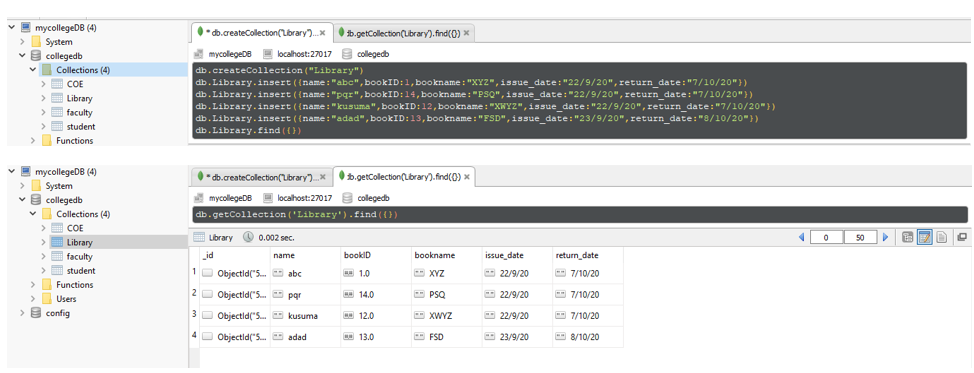 mycollegeDB (4)
System
collegedb
Collections (4)
COE
Library
faculty
student
Functions
* db.createCollection("Library")... db.getCollection('Library').find({})
mycollegeDB localhost:27017 collegedb
db.createCollection("Library")
db.Library.insert({name:"abc",bookID:1,bookname:"XYZ",issue_date:"22/9/20",return_date:"7/10/20"})
db.Library.insert({name:"pqr",bookID:14,bookname:"PSQ",issue_date:"22/9/20",return_date:"7/10/20"})
db.Library.insert({name:"kusuma",bookID:12,bookname:"XWYZ",issue_date:"22/9/20",return_date:"7/10/20"})
db.Library.insert({name:"adad",bookID:13,bookname:"FSD",issue_date:"23/9/20",return_date:"8/10/20"})
db.Library.find({})
mycollegeDB (4)
System
collegedb
Collections (4)
COE
Library
faculty
student
Functions
Users
config
* db.createCollection("Library")... db.getCollection('Library').find({})
mycollegeDB localhost:27017 collegedb
db.getCollection('Library').find({})
Library 0.002 sec. 0 50
_id name bookID bookname issue_date return_date
1 ObjectId("5... abc 1.0 XYZ 22/9/20 7/10/20
2 ObjectId("5... pqr 14.0 PSQ 22/9/20 7/10/20
3 ObjectId("5... kusuma 12.0 XWYZ 22/9/20 7/10/20
4 ObjectId("5... adad 13.0 FSD 23/9/20 8/10/20